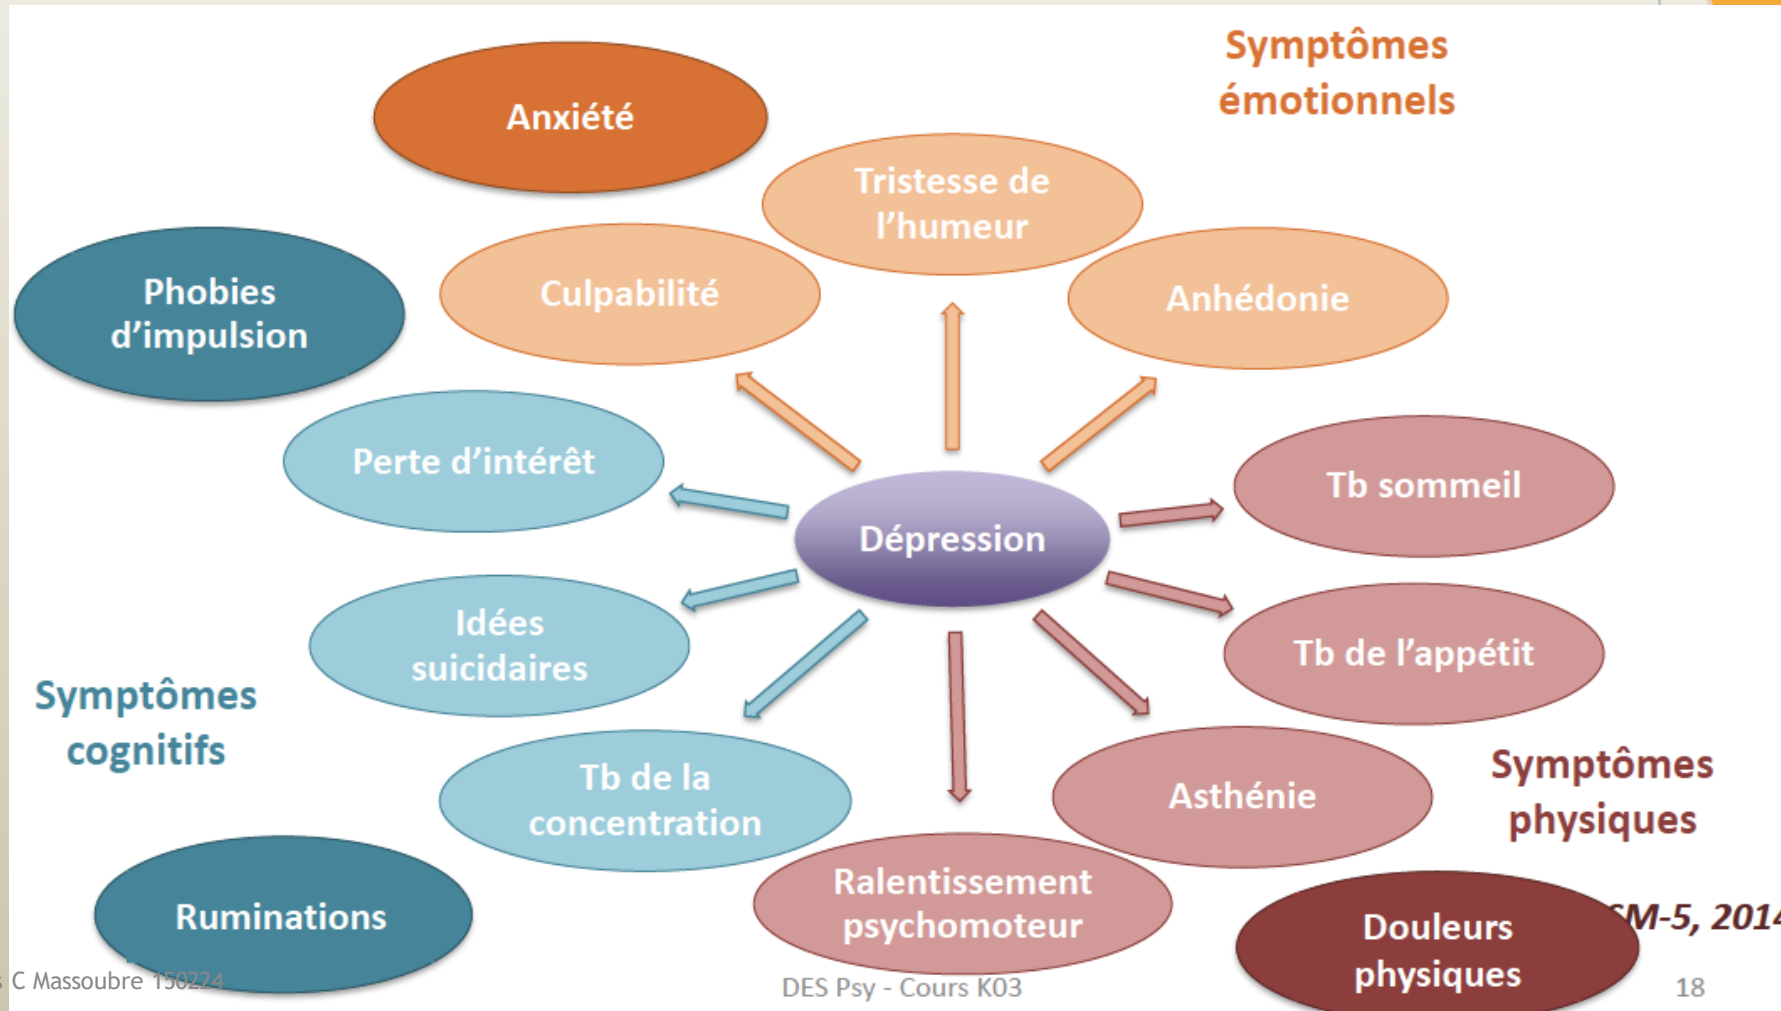 Symptômes
émotionnels
Anxiété
Tristesse de
l'humeur
Culpabilité
Anhédonie
Phobies
d'impulsion
Perte d'intérêt
Tb sommeil
Dépression
Idées
suicidaires
Tb de l'appétit
Symptômes
cognitifs
Tb de la
concentration
Asthénie
Symptômes
physiques
Ralentissement
psychomoteur
Ruminations
Douleurs
physiques
SM-5, 2014
s C Massoubre 150224
DES Psy - Cours K03
18